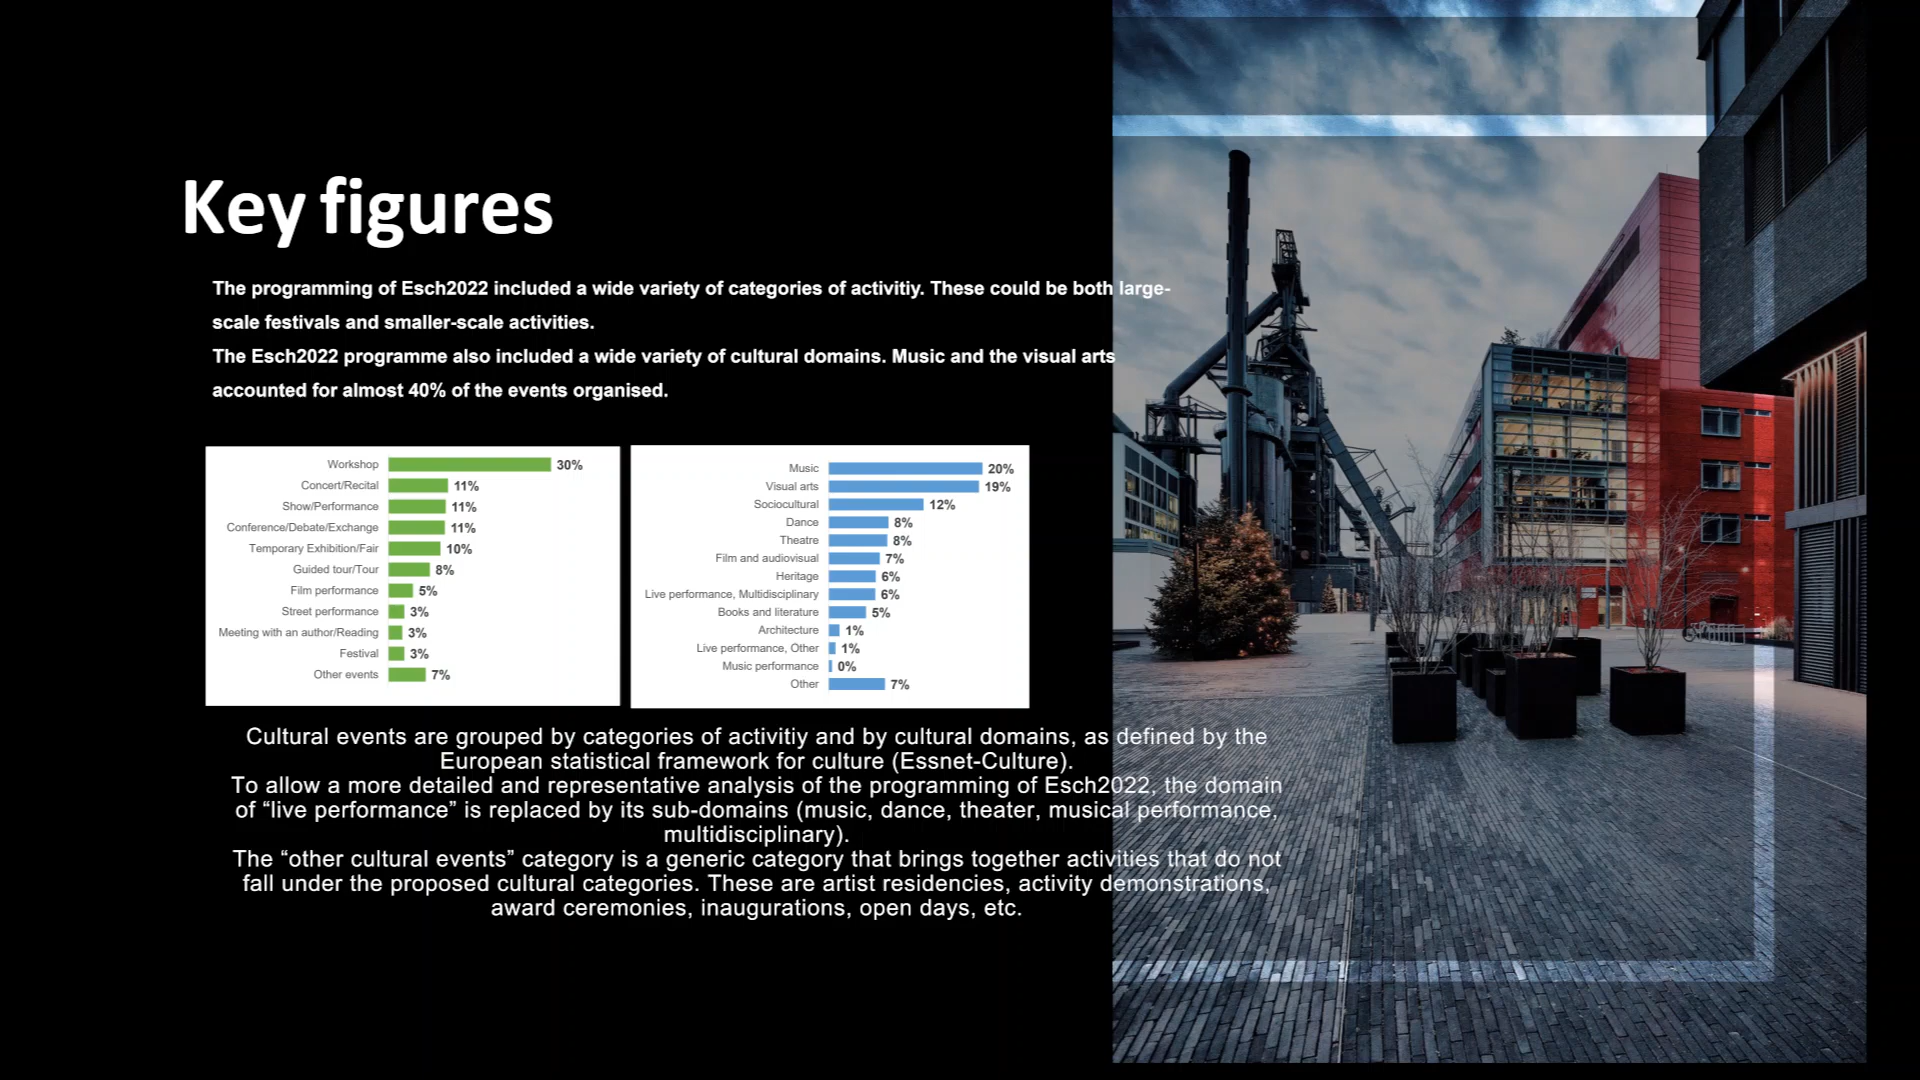 Key figures
The programming of Esch2022 included a wide variety of categories of activitiy. These could be both large-
scale festivals and smaller-scale activities.
The Esch2022 programme also included a wide variety of cultural domains. Music and the visual arts
accounted for almost 40% of the events organised.
Workshop 30%
Concert/Recital 11%
Show/Performance 11%
Conference/Debate/Exchange 11%
Temporary Exhibition/Fair 10%
Guided tour/Tour 8%
Film performance 5%
Street performance 3%
Meeting with an author/Reading 3%
Festival 3%
Other events 7%
Music 20%
Visual arts 19%
Sociocultural 12%
Dance 8%
Theatre 8%
Film and audiovisual 7%
Heritage 6%
Live performance, Multidisciplinary 6%
Books and literature 5%
Architecture 1%
Live performance, Other 1%
Music performance 0%
Other 7%
Cultural events are grouped by categories of activitiy and by cultural domains, as defined by the
European statistical framework for culture (Essnet-Culture).
To allow a more detailed and representative analysis of the programming of Esch2022, the domain
of “live performance” is replaced by its sub-domains (music, dance, theater, musical performance,
multidisciplinary).
The “other cultural events” category is a generic category that brings together activities that do not
fall under the proposed cultural categories. These are artist residencies, activity demonstrations,
award ceremonies, inaugurations, open days, etc.